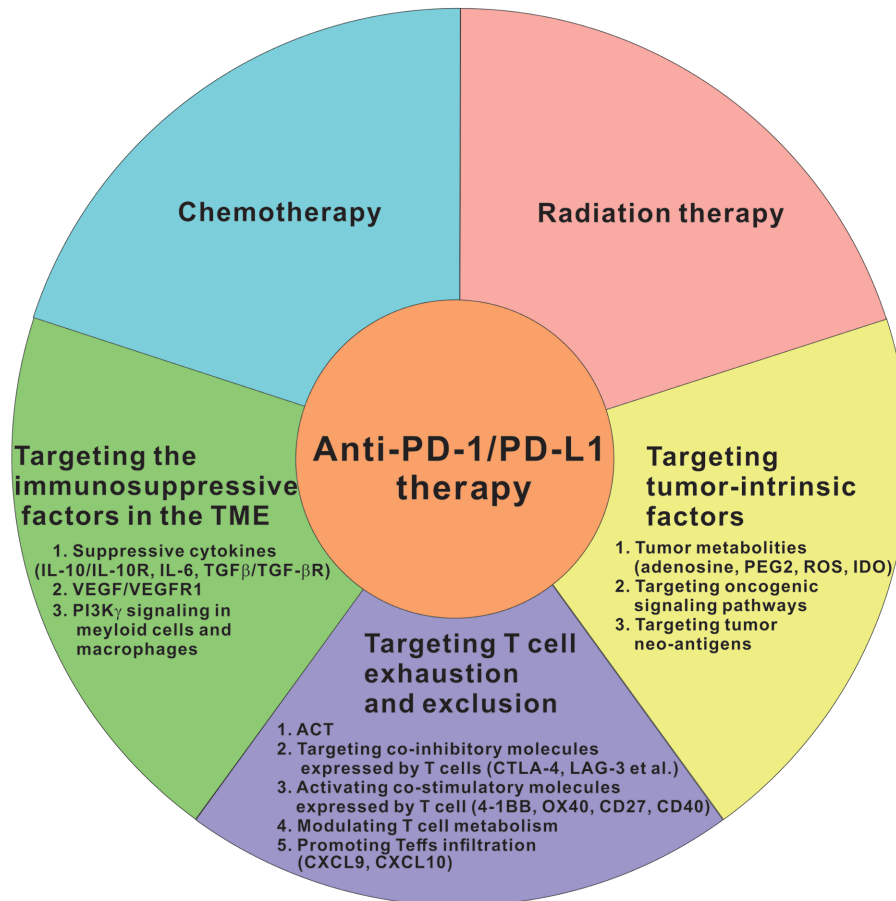 Chemotherapy
Radiation therapy
Anti-PD-1/PD-L1
therapy
Targeting the
immunosuppressive
factors in the TME
1. Suppressive cytokines
(IL-10/IL-10R, IL-6, TGFβ/TGF-βR)
2. VEGF/VEGFR1
3. PI3Kγ signaling in
meyloid cells and
macrophages
Targeting
tumor-intrinsic
factors
1. Tumor metabolities
(adenosine, PEG2, ROS, IDO)
2. Targeting oncogenic
signaling pathways
3. Targeting tumor
neo-antigens
Targeting T cell
exhaustion
and exclusion
1. ACT
2. Targeting co-inhibitory molecules
expressed by T cells (CTLA-4, LAG-3 et al.)
3. Activating co-stimulatory molecules
expressed by T cell (4-1BB, OX40, CD27, CD40)
4. Modulating T cell metabolism
5. Promoting Teffs infiltration
(CXCL9, CXCL10)